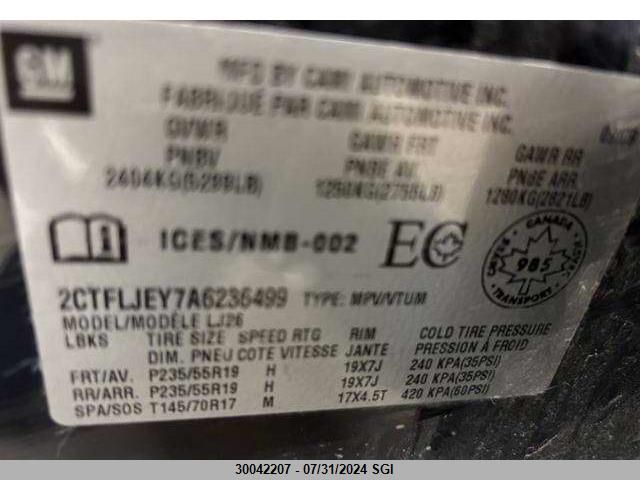 GM
MFD BY CAMI AUTOMOTIVE INC.
FABRIQUÉ PAR CAMI AUTOMOTIVE INC.
GVWR GAWR FRT GAWR RR
PNBV PNBE AV. PNBE ARR.
2404KG(5299LB) 1250KG(2756LB) 1280KG(2821LB)
i ICES/NMB-002 EC CANADA 985 TRANSPORT
2CTFLJEY7A6236499 TYPE: MPV/VTUM
MODEL/MODÈLE LJ26
LBKS TIRE SIZE SPEED RTG RIM COLD TIRE PRESSURE
DIM. PNEU COTE VITESSE JANTE PRESSION À FROID
FRT/AV. P235/55R19 H 19X7J 240 KPA(35PSI)
RR/ARR. P235/55R19 H 19X7J 240 KPA(35PSI)
SPA/SOS T145/70R17 M 17X4.5T 420 KPA(60PSI)
30042207 - 07/31/2024 SGI